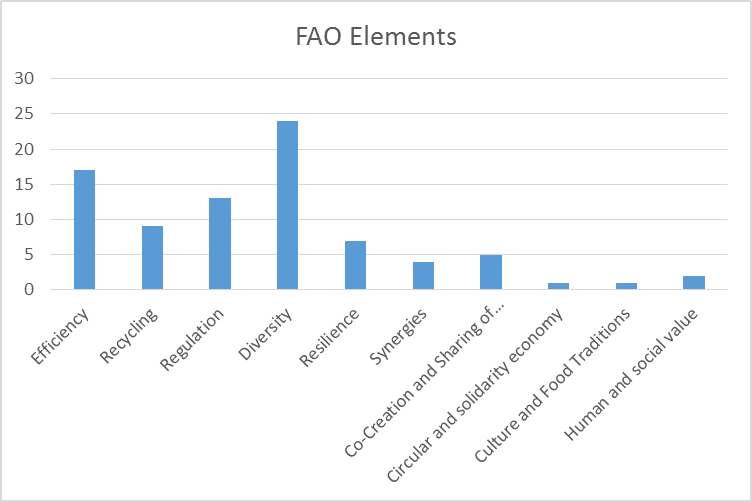 FAO Elements
30
25
20
15
10
5
0
Efficiency
Recycling
Regulation
Diversity
Resilience
Synergies
Co-Creation and Sharing of...
Circular and solidarity economy
Culture and Food Traditions
Human and social value